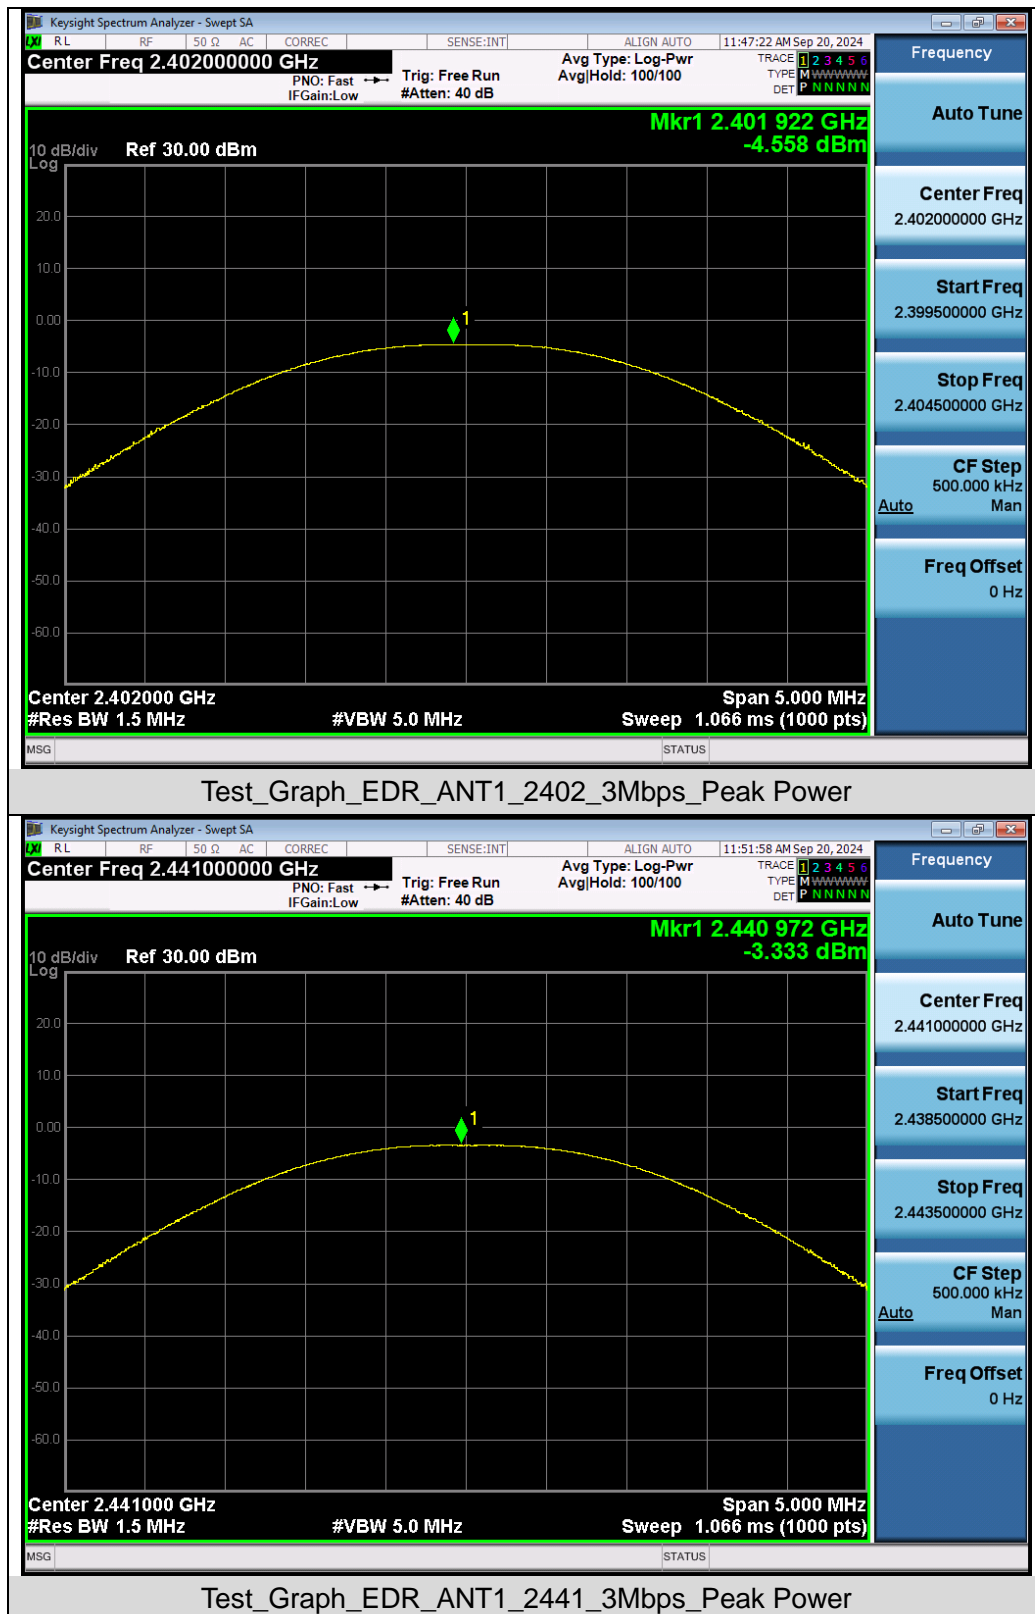 Keysight Spectrum Analyzer - Swept SA
LXI RL RF 50 Ω AC CORREC SENSE:INT ALIGN AUTO 11:47:22 AM Sep 20, 2024
Center Freq 2.402000000 GHz
PNO: Fast
IFGain:Low
Trig: Free Run
#Atten: 40 dB
Avg Type: Log-Pwr
Avg|Hold: 100/100
TRACE 1 2 3 4 5 6
TYPE M WWWWW
DET P N N N N N
Mkr1 2.401 922 GHz
-4.558 dBm
10 dB/div Ref 30.00 dBm
Log
20.0
10.0
0.00
1
-10.0
-20.0
-30.0
-40.0
-50.0
-60.0
Center 2.402000 GHz Span 5.000 MHz
#Res BW 1.5 MHz #VBW 5.0 MHz Sweep 1.066 ms (1000 pts)
MSG STATUS
Frequency
Auto Tune
Center Freq
2.402000000 GHz
Start Freq
2.399500000 GHz
Stop Freq
2.404500000 GHz
CF Step
500.000 kHz
Auto Man
Freq Offset
0 Hz
Test_Graph_EDR_ANT1_2402_3Mbps_Peak Power
Keysight Spectrum Analyzer - Swept SA
LXI RL RF 50 Ω AC CORREC SENSE:INT ALIGN AUTO 11:51:58 AM Sep 20, 2024
Center Freq 2.441000000 GHz
PNO: Fast
IFGain:Low
Trig: Free Run
#Atten: 40 dB
Avg Type: Log-Pwr
Avg|Hold: 100/100
TRACE 1 2 3 4 5 6
TYPE M WWWWW
DET P N N N N N
Mkr1 2.440 972 GHz
-3.333 dBm
10 dB/div Ref 30.00 dBm
Log
20.0
10.0
0.00
1
-10.0
-20.0
-30.0
-40.0
-50.0
-60.0
Center 2.441000 GHz Span 5.000 MHz
#Res BW 1.5 MHz #VBW 5.0 MHz Sweep 1.066 ms (1000 pts)
MSG STATUS
Frequency
Auto Tune
Center Freq
2.441000000 GHz
Start Freq
2.438500000 GHz
Stop Freq
2.443500000 GHz
CF Step
500.000 kHz
Auto Man
Freq Offset
0 Hz
Test_Graph_EDR_ANT1_2441_3Mbps_Peak Power